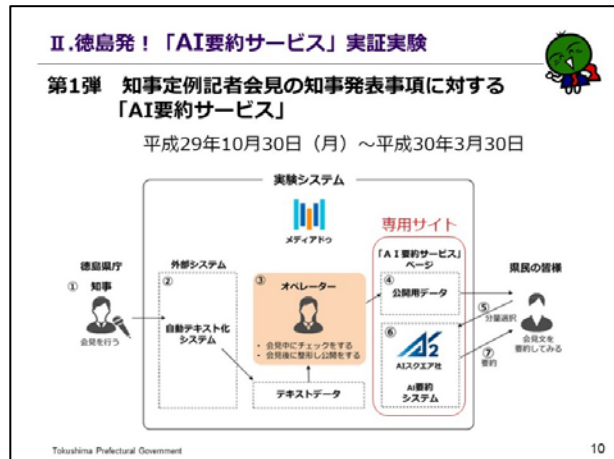 Ⅱ.徳島発！「AI要約サービス」実証実験
第1弾　知事定例記者会見の知事発表事項に対する
「AI要約サービス」
平成29年10月30日（月）～平成30年3月30日
実験システム
メディアドゥ
専用サイト
徳島県庁
① 知事
会見を行う
外部システム
②
自動テキスト化
システム
③
オペレーター
・会見中にチェックをする
・会見後に整形し公開をする
テキストデータ
「AI要約サービス」
ページ
④
公開用データ
⑥
AIスクエア社
AI要約
システム
県民の皆様
⑤
分量選択
会見文を
要約してみる
⑦
要約
Tokushima Prefectural Government
10